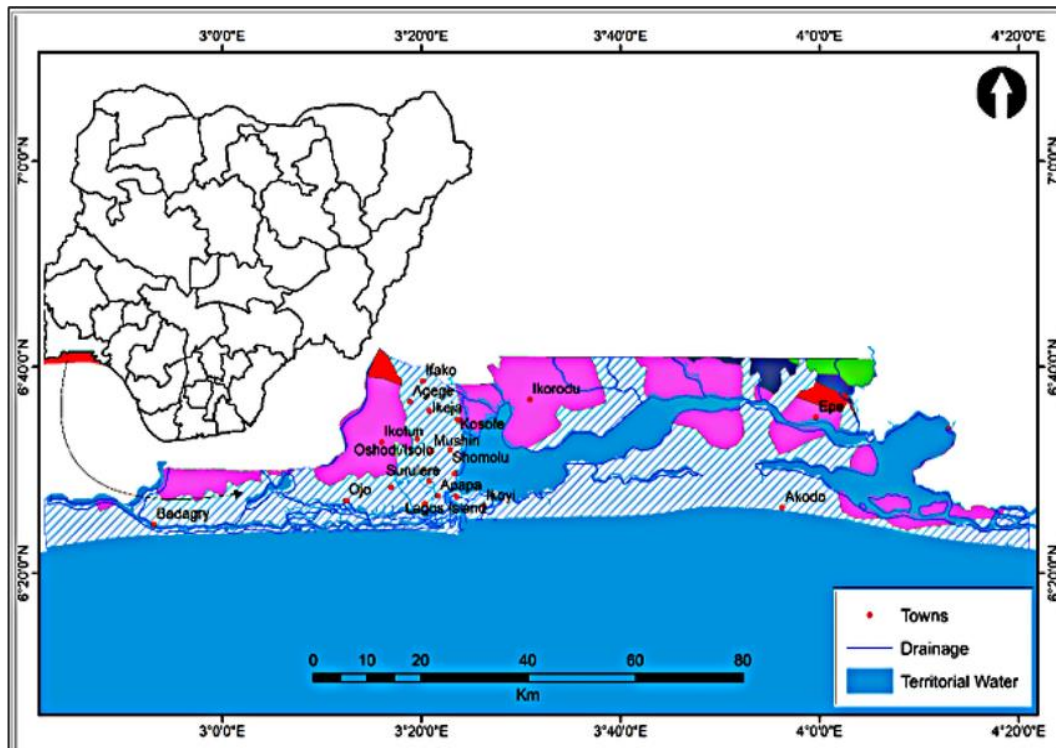 3°0'0"E 3°20'0"E 3°40'0"E 4°0'0"E 4°20'0"E
7°0'0"N 7°0'0"N
6°40'0"N 6°40'0"N
Ifako
Agege
Ikeja
Ikorodu
Kosofe
Epe
Ikotun
Mushin
Oshodi/Isolo
Shomolu
Surulere
Apapa
Ojo
Ikoyi
Lagos Island
Akodo
Badagry
6°20'0"N 6°20'0"N
Towns
Drainage
Territorial Water
0 10 20 40 60 80
Km
3°0'0"E 3°20'0"E 3°40'0"E 4°0'0"E 4°20'0"E